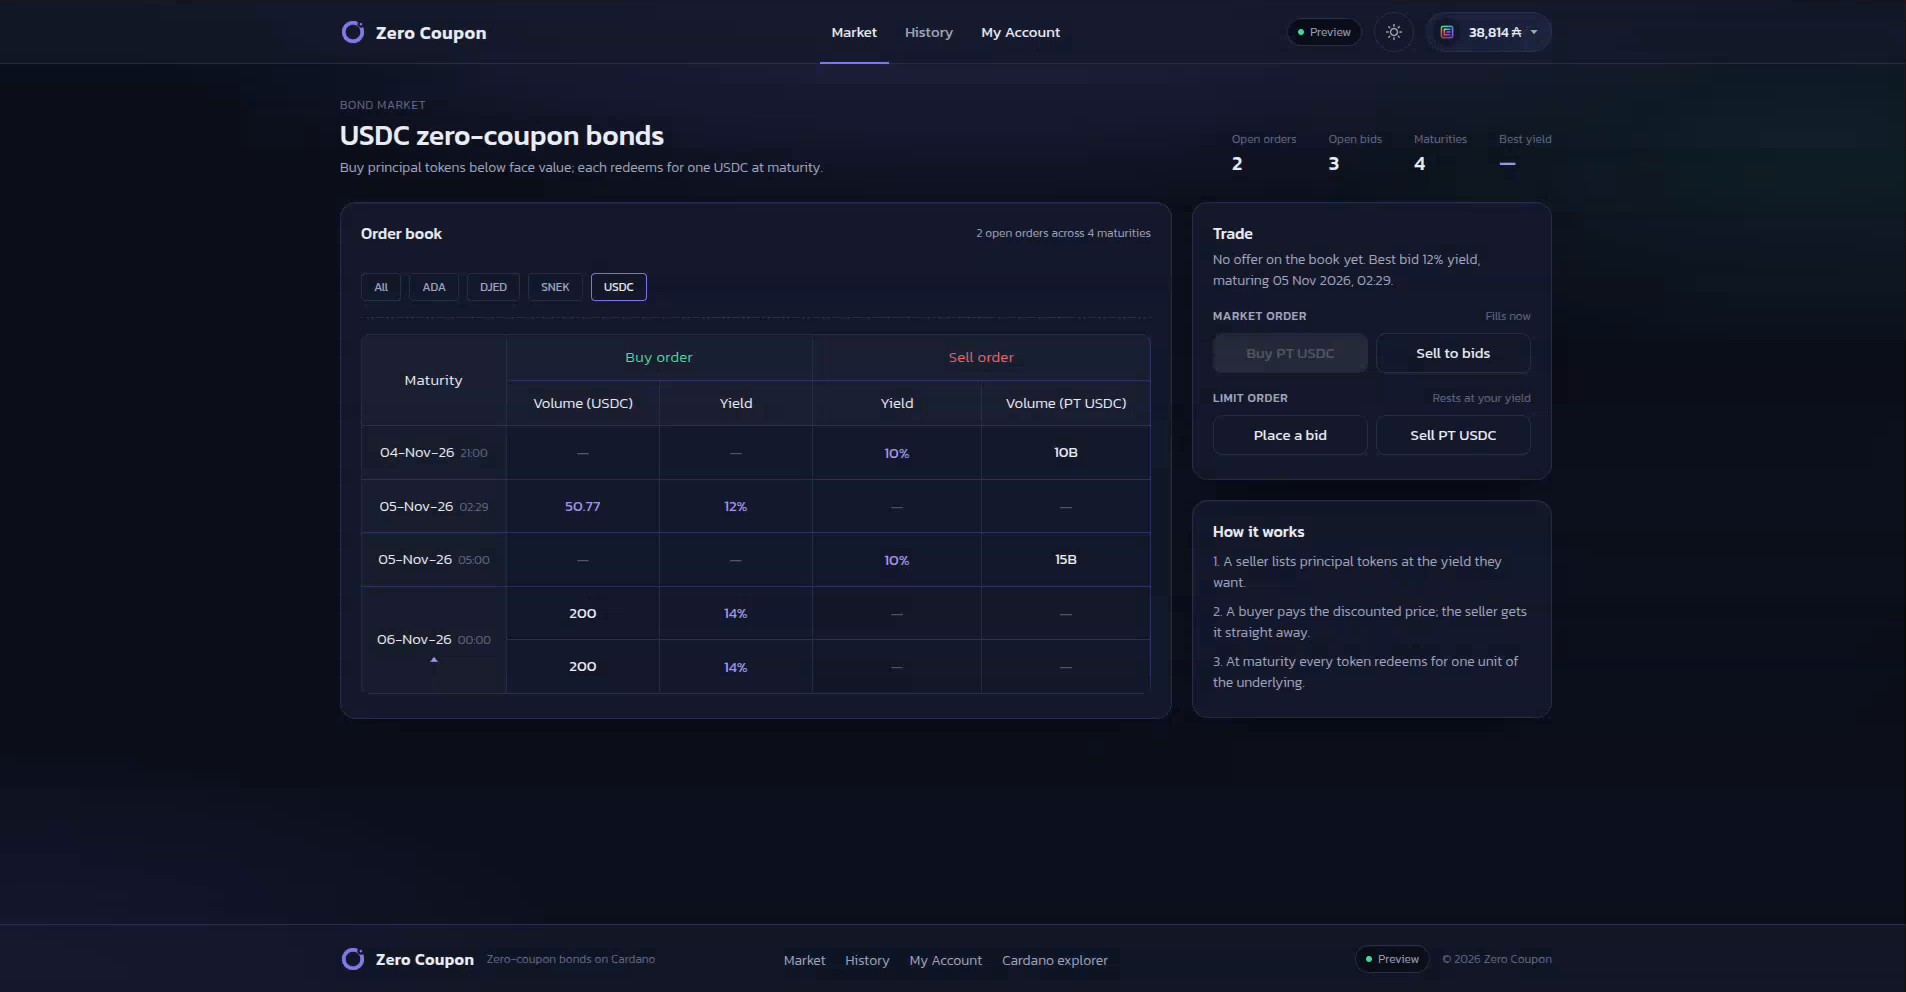 Zero Coupon
Market
History
My Account
Preview
38,814 ₳
BOND MARKET
USDC zero-coupon bonds
Buy principal tokens below face value; each redeems for one USDC at maturity.
Open orders
Open bids
Maturities
Best yield
2
3
4
—
Order book
2 open orders across 4 maturities
All
ADA
DJED
SNEK
USDC
Maturity
Buy order
Sell order
Volume (USDC)
Yield
Yield
Volume (PT USDC)
04-Nov-26 21:00
—
—
10%
10B
05-Nov-26 02:29
50.77
12%
—
—
05-Nov-26 05:00
—
—
10%
15B
06-Nov-26 00:00
200
14%
—
—
200
14%
—
—
Trade
No offer on the book yet. Best bid 12% yield,
maturing 05 Nov 2026, 02:29.
MARKET ORDER
Fills now
Buy PT USDC
Sell to bids
LIMIT ORDER
Rests at your yield
Place a bid
Sell PT USDC
How it works
1. A seller lists principal tokens at the yield they
want.
2. A buyer pays the discounted price; the seller gets
it straight away.
3. At maturity every token redeems for one unit of
the underlying.
Zero Coupon
Zero-coupon bonds on Cardano
Market
History
My Account
Cardano explorer
Preview
© 2026 Zero Coupon